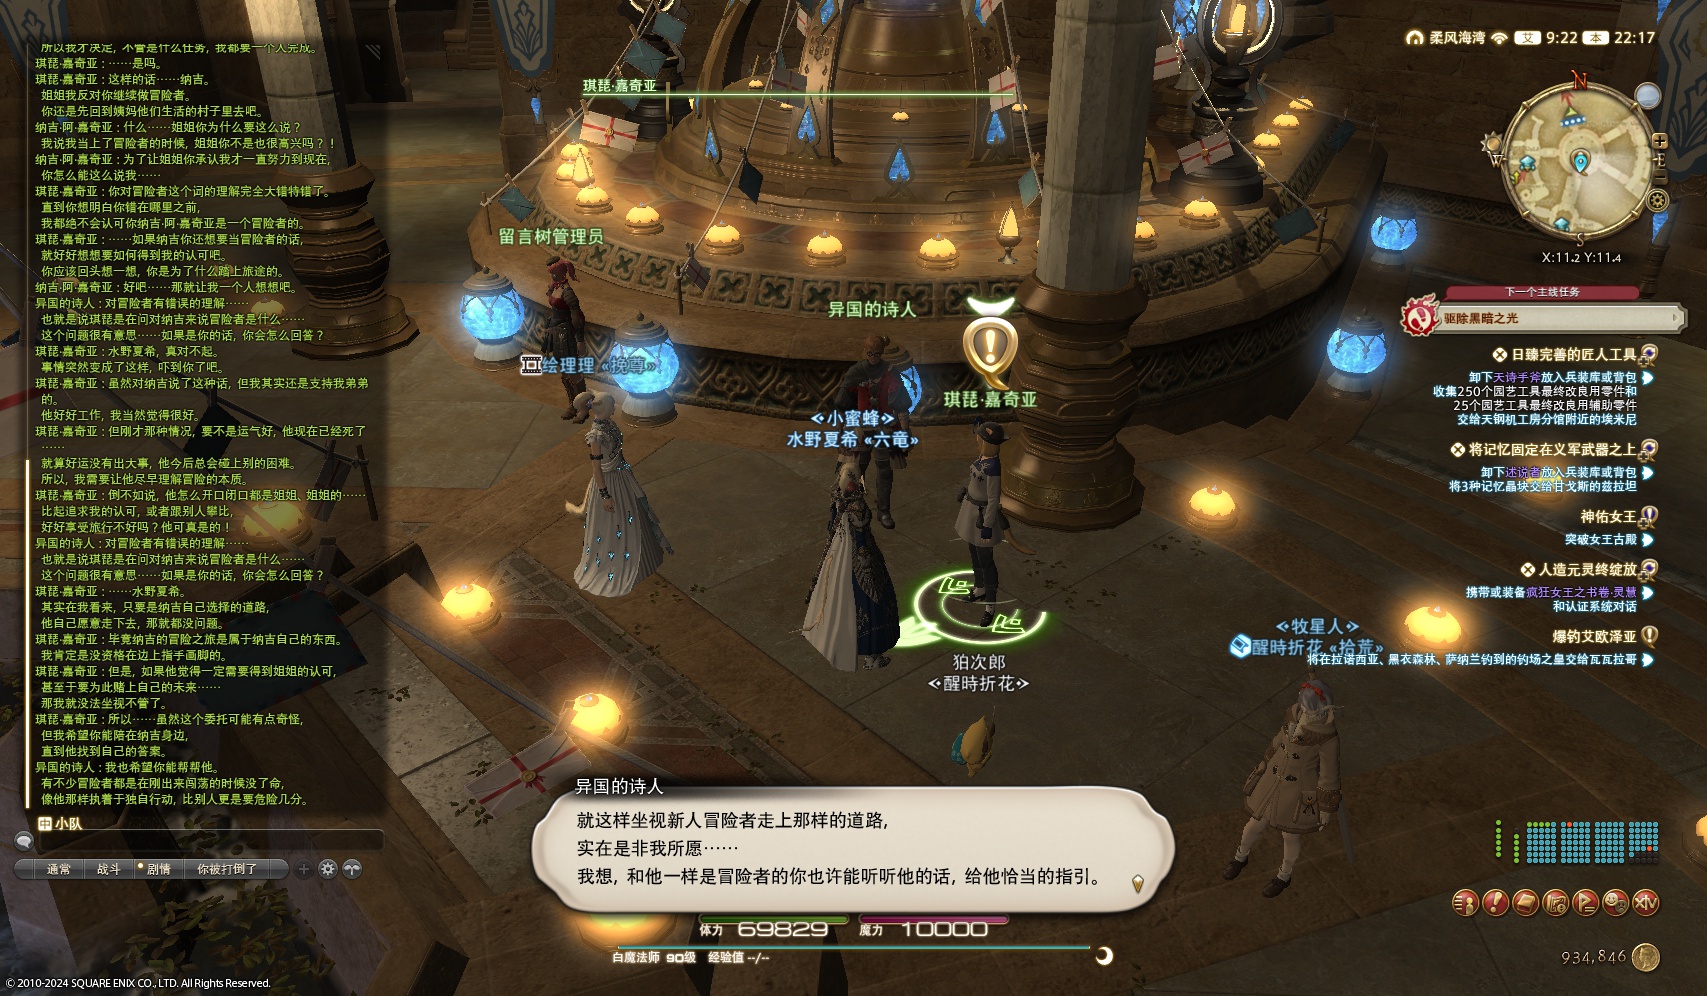 所以我才决定，不管是什么任务，我都要一个人完成。
琪琵·嘉奇亚：……是吗。
琪琵·嘉奇亚：这样的话……纳吉。
姐姐我反对你继续做冒险者。
你还是先回到姨妈他们生活的村子里去吧。
纳吉·阿·嘉奇亚：什么……姐姐你为什么要这么说？
我说我当上了冒险者的时候，姐姐你不是也很高兴吗？！
纳吉·阿·嘉奇亚：为了让姐姐你承认我才一直努力到现在，
你怎么能这么说我……
琪琵·嘉奇亚：你对冒险者这个词的理解完全大错特错了。
直到你想明白你错在哪里之前，
我都绝不会认可你纳吉·阿·嘉奇亚是一个冒险者的。
琪琵·嘉奇亚：……如果纳吉你还想要当冒险者的话，
就好好想想要如何得到我的认可吧。
你应该回头想一想，你是为了什么踏上旅途的。
纳吉·阿·嘉奇亚：好吧……那就让我一个人想想吧。
异国的诗人：对冒险者有错误的理解……
也就是说琪琵是在问对纳吉来说冒险者是什么……
这个问题很有意思……如果是你的话，你会怎么回答？
琪琵·嘉奇亚：水野夏希，真对不起。
事情突然变成了这样，吓到你了吧。
琪琵·嘉奇亚：虽然对纳吉说了这种话，但我其实还是支持我弟弟
的。
他好好工作，我当然觉得很好。
琪琵·嘉奇亚：但刚才那种情况，要不是运气好，他现在已经死了
……
就算好运没有出大事，他今后总会碰上别的困难。
所以，我需要让他尽早理解冒险的本质。
琪琵·嘉奇亚：倒不如说，他怎么开口闭口都是姐姐、姐姐的……
比起追求我的认可，或者跟别人攀比，
好好享受旅行不好吗？他可真是的！
异国的诗人：对冒险者有错误的理解……
也就是说琪琵是在问对纳吉来说冒险者是什么……
这个问题很有意思……如果是你的话，你会怎么回答？
琪琵·嘉奇亚：……水野夏希。
其实在我看来，只要是纳吉自己选择的道路，
他自己愿意走下去，那就都没问题。
琪琵·嘉奇亚：毕竟纳吉的冒险之旅是属于纳吉自己的东西。
我肯定是没资格在边上指手画脚的。
琪琵·嘉奇亚：但是，如果他觉得一定需要得到姐姐的认可，
甚至于要为此赌上自己的未来……
那我就没法坐视不管了。
琪琵·嘉奇亚：所以……虽然这个委托可能有点奇怪，
但我希望你能陪在纳吉身边，
直到他找到自己的答案。
异国的诗人：我也希望你能帮帮他。
有不少冒险者都是在刚出来闯荡的时候没了命，
像他那样执着于独自行动，比别人更是要危险几分。
中 小队
通常
战斗
剧情
你被打倒了
琪琵·嘉奇亚
留言树管理员
绘理理 «挽尊»
异国的诗人
琪琵·嘉奇亚
小蜜蜂
水野夏希 «六竜»
狛次郎
醒時折花
牧星人
醒時折花 «拾荒»
柔风海湾 艾 9:22 本 22:17
N
W
E
S
X:11.2 Y:11.4
下一个主线任务
驱除黑暗之光
日臻完善的匠人工具
卸下天诗手斧放入兵装库或背包
收集250个园艺工具最终改良用零件和
25个园艺工具最终改良用辅助零件
交给天钢机工房分馆附近的埃米尼
将记忆固定在义军武器之上
卸下述说者放入兵装库或背包
将3种记忆晶块交给甘戈斯的兹拉坦
神佑女王
突破女王古殿
人造元灵终绽放
携带或装备疯狂女王之书卷·灵慧
和认证系统对话
爆钓艾欧泽亚
将在拉诺西亚、黑衣森林、萨纳兰钓到的钓场之皇交给瓦瓦拉哥
异国的诗人
就这样坐视新人冒险者走上那样的道路，
实在是非我所愿……
我想，和他一样是冒险者的你也许能听听他的话，给他恰当的指引。
体力 69829 魔力 10000
白魔法师 90级 经验值 --/--
XIV
934,846
© 2010-2024 SQUARE ENIX CO., LTD. All Rights Reserved.